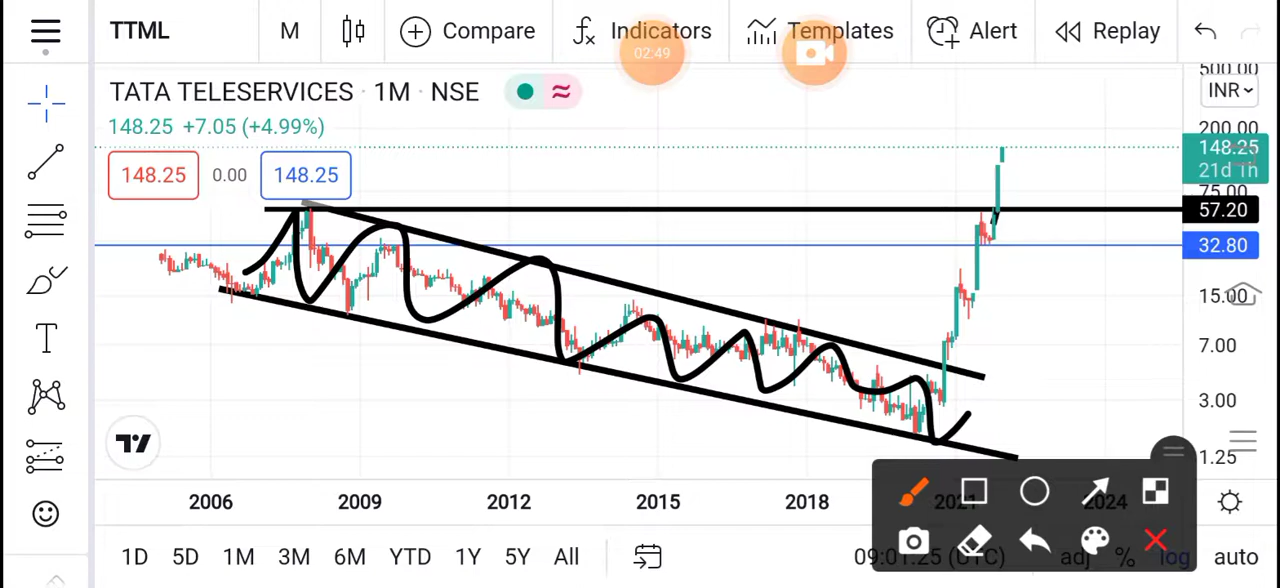 TTML M Compare Indicators Templates Alert Replay
02:49
TATA TELESERVICES · 1M · NSE
148.25 +7.05 (+4.99%)
148.25 0.00 148.25
500.00
INR
200.00
148.25
21d 1h
75.00
57.20
32.80
15.00
7.00
3.00
1.25
2006 2009 2012 2015 2018 2021 2024
1D 5D 1M 3M 6M YTD 1Y 5Y All 09:01:25 (UTC) adj % log auto